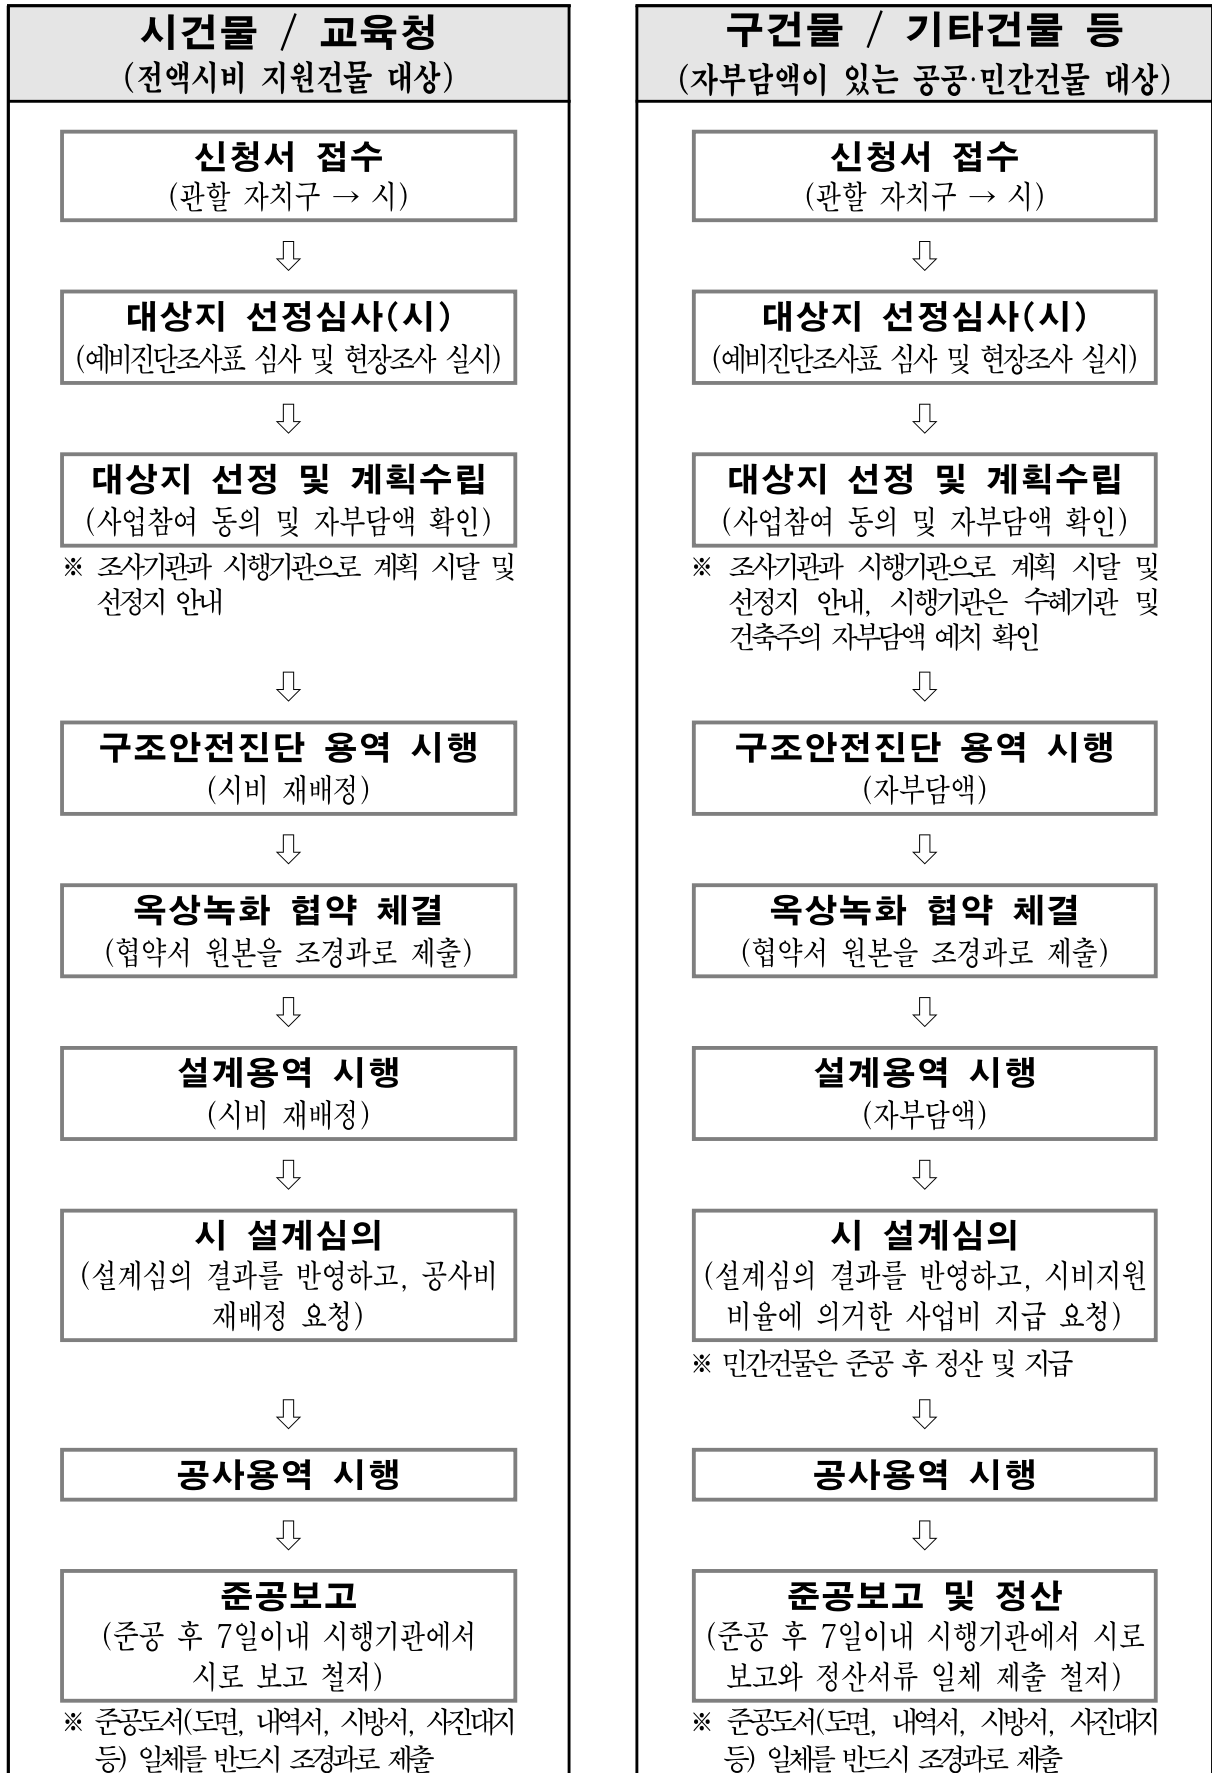 시건물 / 교육청
(전액시비 지원건물 대상)
신청서 접수
(관할 자치구 → 시)
⇩
대상지 선정심사(시)
(예비진단조사표 심사 및 현장조사 실시)
⇩
대상지 선정 및 계획수립
(사업참여 동의 및 자부담액 확인)
※ 조사기관과 시행기관으로 계획 시달 및
선정지 안내
⇩
구조안전진단 용역 시행
(시비 재배정)
⇩
옥상녹화 협약 체결
(협약서 원본을 조경과로 제출)
⇩
설계용역 시행
(시비 재배정)
⇩
시 설계심의
(설계심의 결과를 반영하고, 공사비
재배정 요청)
⇩
공사용역 시행
⇩
준공보고
(준공 후 7일이내 시행기관에서
시로 보고 철저)
※ 준공도서(도면, 내역서, 시방서, 사진대지
등) 일체를 반드시 조경과로 제출
구건물 / 기타건물 등
(자부담액이 있는 공공·민간건물 대상)
신청서 접수
(관할 자치구 → 시)
⇩
대상지 선정심사(시)
(예비진단조사표 심사 및 현장조사 실시)
⇩
대상지 선정 및 계획수립
(사업참여 동의 및 자부담액 확인)
※ 조사기관과 시행기관으로 계획 시달 및
선정지 안내, 시행기관은 수혜기관 및
건축주의 자부담액 예치 확인
⇩
구조안전진단 용역 시행
(자부담액)
⇩
옥상녹화 협약 체결
(협약서 원본을 조경과로 제출)
⇩
설계용역 시행
(자부담액)
⇩
시 설계심의
(설계심의 결과를 반영하고, 시비지원
비율에 의거한 사업비 지급 요청)
※ 민간건물은 준공 후 정산 및 지급
⇩
공사용역 시행
⇩
준공보고 및 정산
(준공 후 7일이내 시행기관에서 시로
보고와 정산서류 일체 제출 철저)
※ 준공도서(도면, 내역서, 시방서, 사진대지
등) 일체를 반드시 조경과로 제출